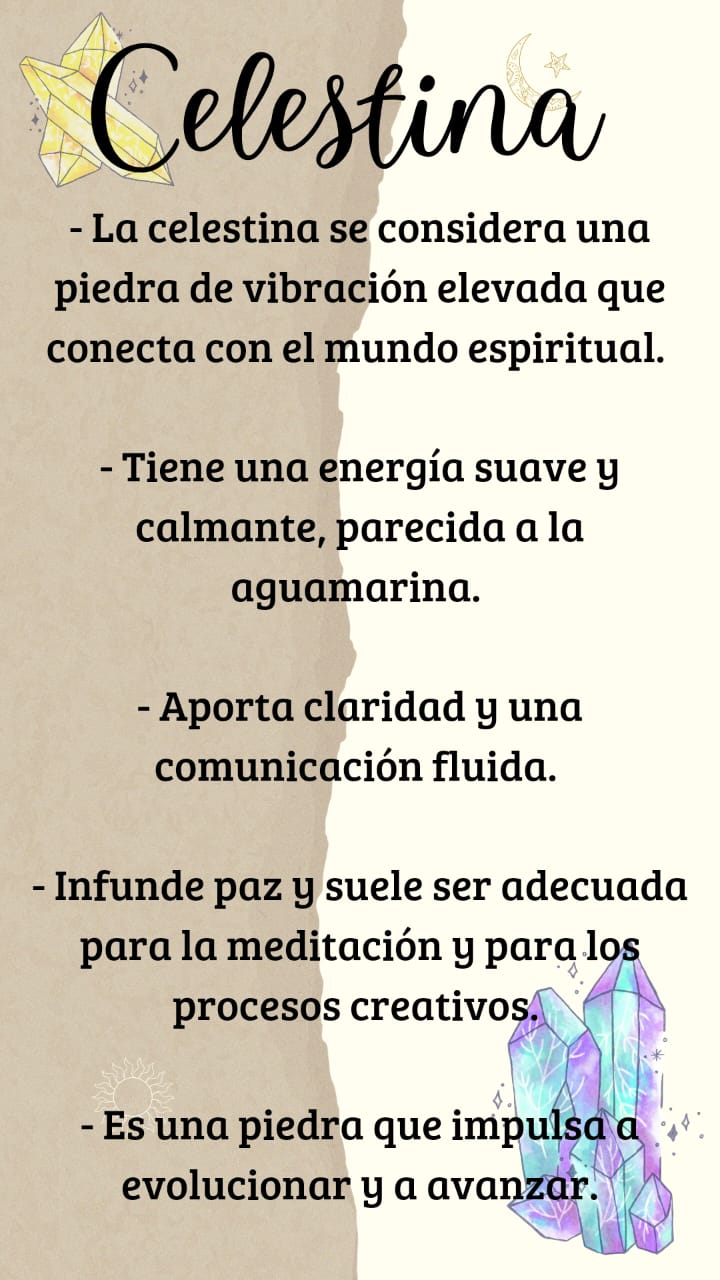 Celestina
- La celestina se considera una
piedra de vibración elevada que
conecta con el mundo espiritual.
- Tiene una energía suave y
calmante, parecida a la
aguamarina.
- Aporta claridad y una
comunicación fluida.
- Infunde paz y suele ser adecuada
para la meditación y para los
procesos creativos.
- Es una piedra que impulsa a
evolucionar y a avanzar.